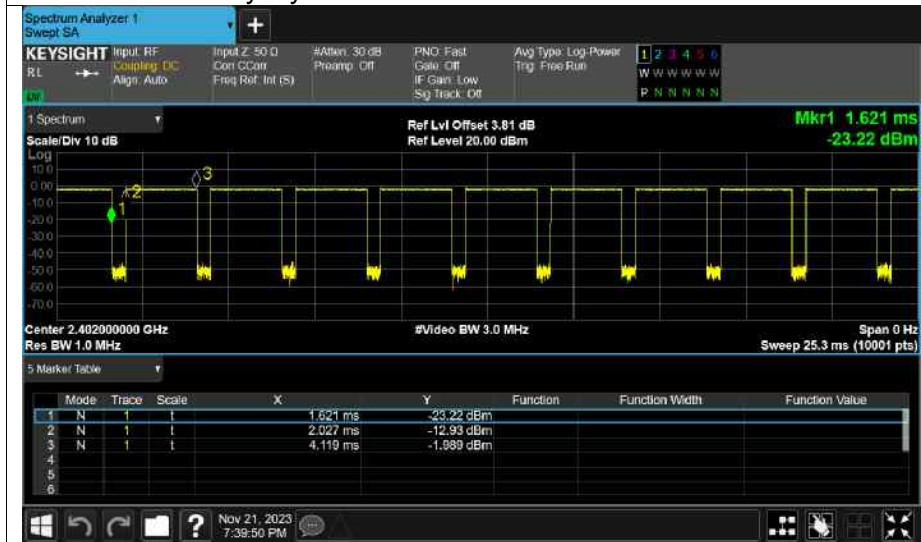 Spectrum Analyzer 1
Swept SA
+
KEYSIGHT Input: RF Input Z: 50 Ω #Atten: 30 dB PNO: Fast Avg Type: Log-Power 1 2 3 4 5 6
RL Coupling: DC Corr CCorr Preamp: Off Gate: Off Trig: Free Run W W W W W W
Align: Auto Freq Ref: Int (S) IF Gain: Low
Sig Track: Off P N N N N N
1 Spectrum Ref Lvl Offset 3.81 dB Mkr1 1.621 ms
Scale/Div 10 dB Ref Level 20.00 dBm -23.22 dBm
Log
10.0
0.00
-10.0
-20.0
-30.0
-40.0
-50.0
-60.0
-70.0
1
2
3
Center 2.402000000 GHz #Video BW 3.0 MHz Span 0 Hz
Res BW 1.0 MHz Sweep 25.3 ms (10001 pts)
5 Marker Table
Mode Trace Scale X Y Function Function Width Function Value
1 N 1 t 1.621 ms -23.22 dBm
2 N 1 t 2.027 ms -12.93 dBm
3 N 1 t 4.119 ms -1.989 dBm
4
5
6
? Nov 21, 2023
7:39:50 PM